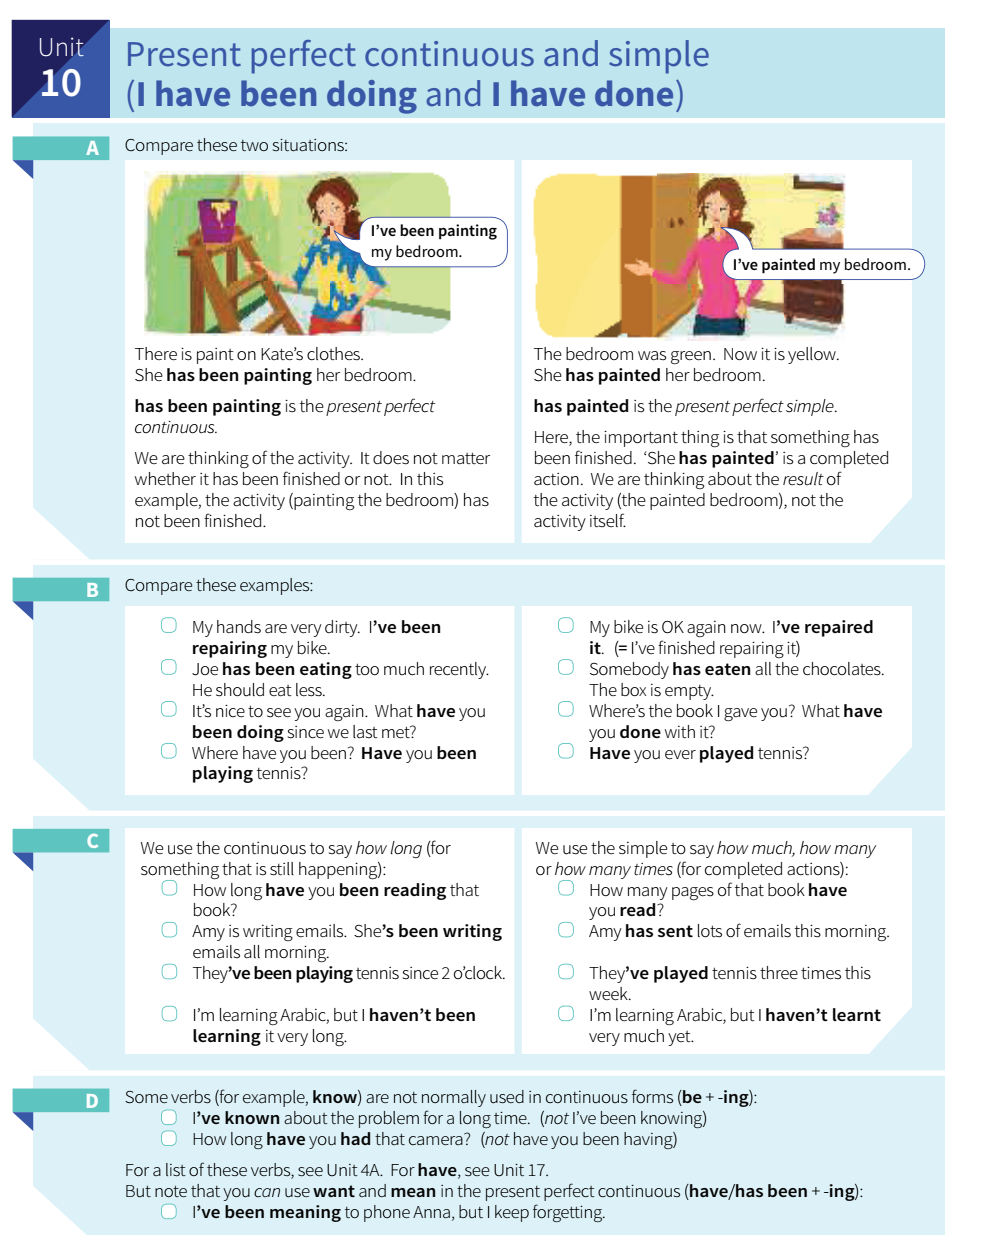 Unit
10
Present perfect continuous and simple
(I have been doing and I have done)
A
Compare these two situations:
I've been painting
my bedroom.
There is paint on Kate's clothes.
She has been painting her bedroom.
has been painting is the present perfect
continuous.
We are thinking of the activity. It does not matter
whether it has been finished or not. In this
example, the activity (painting the bedroom) has
not been finished.
I've painted my bedroom.
The bedroom was green. Now it is yellow.
She has painted her bedroom.
has painted is the present perfect simple.
Here, the important thing is that something has
been finished. 'She has painted' is a completed
action. We are thinking about the result of
the activity (the painted bedroom), not the
activity itself.
B
Compare these examples:
My hands are very dirty. I've been
repairing my bike.
Joe has been eating too much recently.
He should eat less.
It's nice to see you again. What have you
been doing since we last met?
Where have you been? Have you been
playing tennis?
My bike is OK again now. I've repaired
it. (= I've finished repairing it)
Somebody has eaten all the chocolates.
The box is empty.
Where's the book I gave you? What have
you done with it?
Have you ever played tennis?
C
We use the continuous to say how long (for
something that is still happening):
How long have you been reading that
book?
Amy is writing emails. She's been writing
emails all morning.
They've been playing tennis since 2 o'clock.
I'm learning Arabic, but I haven't been
learning it very long.
We use the simple to say how much, how many
or how many times (for completed actions):
How many pages of that book have
you read?
Amy has sent lots of emails this morning.
They've played tennis three times this
week.
I'm learning Arabic, but I haven't learnt
very much yet.
D
Some verbs (for example, know) are not normally used in continuous forms (be + -ing):
I've known about the problem for a long time. (not I've been knowing)
How long have you had that camera? (not have you been having)
For a list of these verbs, see Unit 4A. For have, see Unit 17.
But note that you can use want and mean in the present perfect continuous (have/has been + -ing):
I've been meaning to phone Anna, but I keep forgetting.